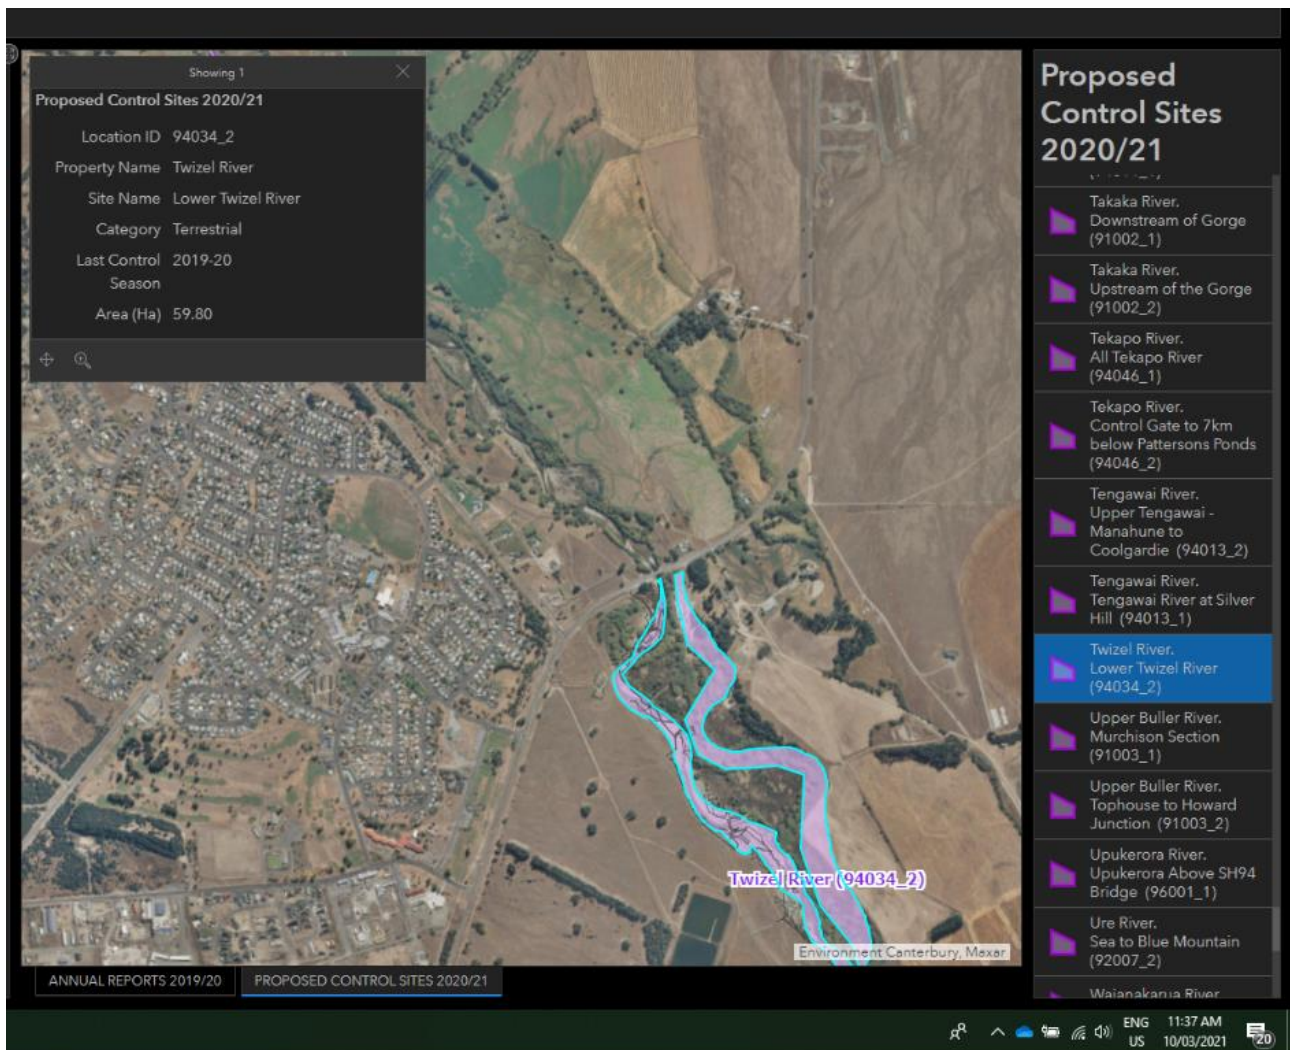 Showing 1
Proposed Control Sites 2020/21
Location ID 94034_2
Property Name Twizel River
Site Name Lower Twizel River
Category Terrestrial
Last Control 2019-20
Season
Area (Ha) 59.80
Twizel River (94034_2)
Environment Canterbury, Maxar
ANNUAL REPORTS 2019/20
PROPOSED CONTROL SITES 2020/21
Proposed
Control Sites
2020/21
Takaka River.
Downstream of Gorge
(91002_1)
Takaka River.
Upstream of the Gorge
(91002_2)
Tekapo River.
All Tekapo River
(94046_1)
Tekapo River.
Control Gate to 7km
below Pattersons Ponds
(94046_2)
Tengawai River.
Upper Tengawai -
Manahune to
Coolgardie (94013_2)
Tengawai River.
Tengawai River at Silver
Hill (94013_1)
Twizel River.
Lower Twizel River
(94034_2)
Upper Buller River.
Murchison Section
(91003_1)
Upper Buller River.
Tophouse to Howard
Junction (91003_2)
Upukerora River.
Upukerora Above SH94
Bridge (96001_1)
Ure River.
Sea to Blue Mountain
(92007_2)
Waianakarua River
ENG
US
11:37 AM
10/03/2021
20